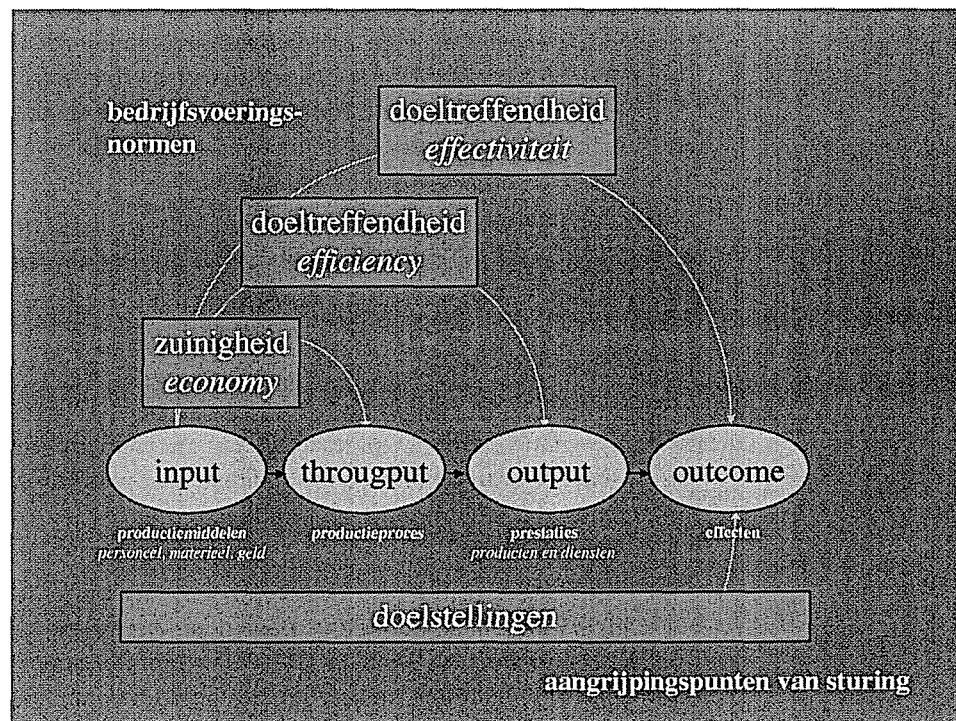 bedrijfsvoerings-
normen
doeltreffendheid
effectiviteit
doeltreffendheid
efficiency
zuinigheid
economy
input
througput
output
outcome
productiemiddelen
personeel, materieel, geld
productieproces
prestaties
producten en diensten
effecten
doelstellingen
aangrijpingspunten van sturing